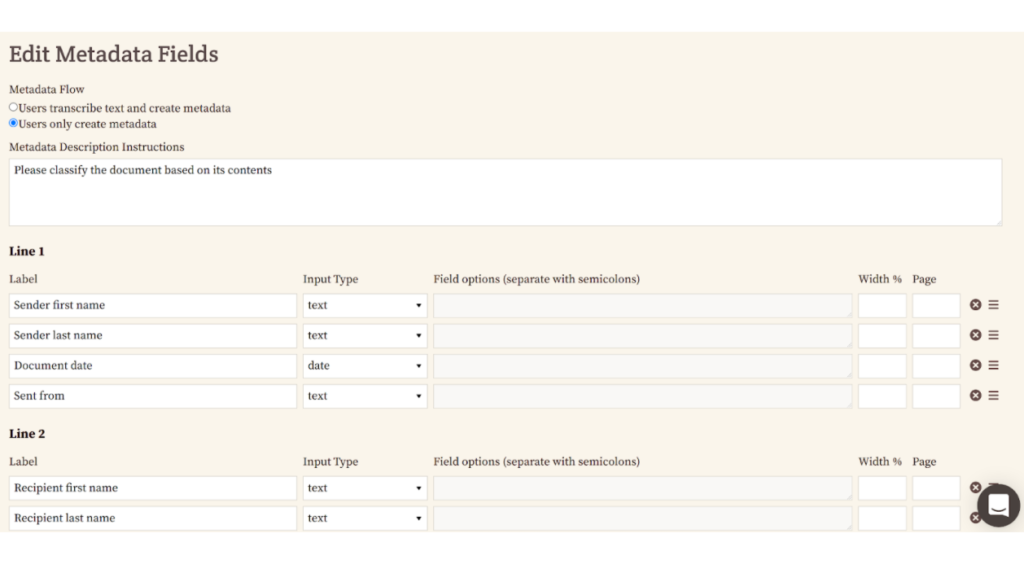 Edit Metadata Fields
Metadata Flow
Users transcribe text and create metadata
Users only create metadata
Metadata Description Instructions
Please classify the document based on its contents
Line 1
Label Input Type Field options (separate with semicolons) Width % Page
Sender first name text
Sender last name text
Document date date
Sent from text
Line 2
Label Input Type Field options (separate with semicolons) Width % Page
Recipient first name text
Recipient last name text